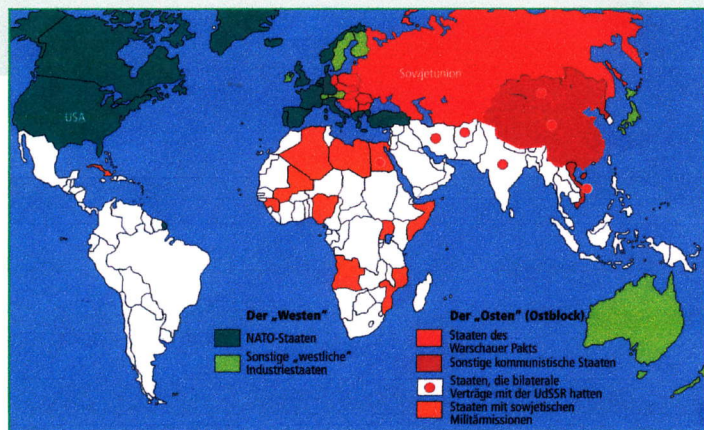 Sowjetunion
USA
Der „Westen"
NATO-Staaten
Sonstige „westliche"
Industriestaaten
Der „Osten" (Ostblock)
Staaten des
Warschauer Pakts
Sonstige kommunistische Staaten
Staaten, die bilaterale
Verträge mit der UdSSR hatten
Staaten mit sowjetischen
Militärmissionen